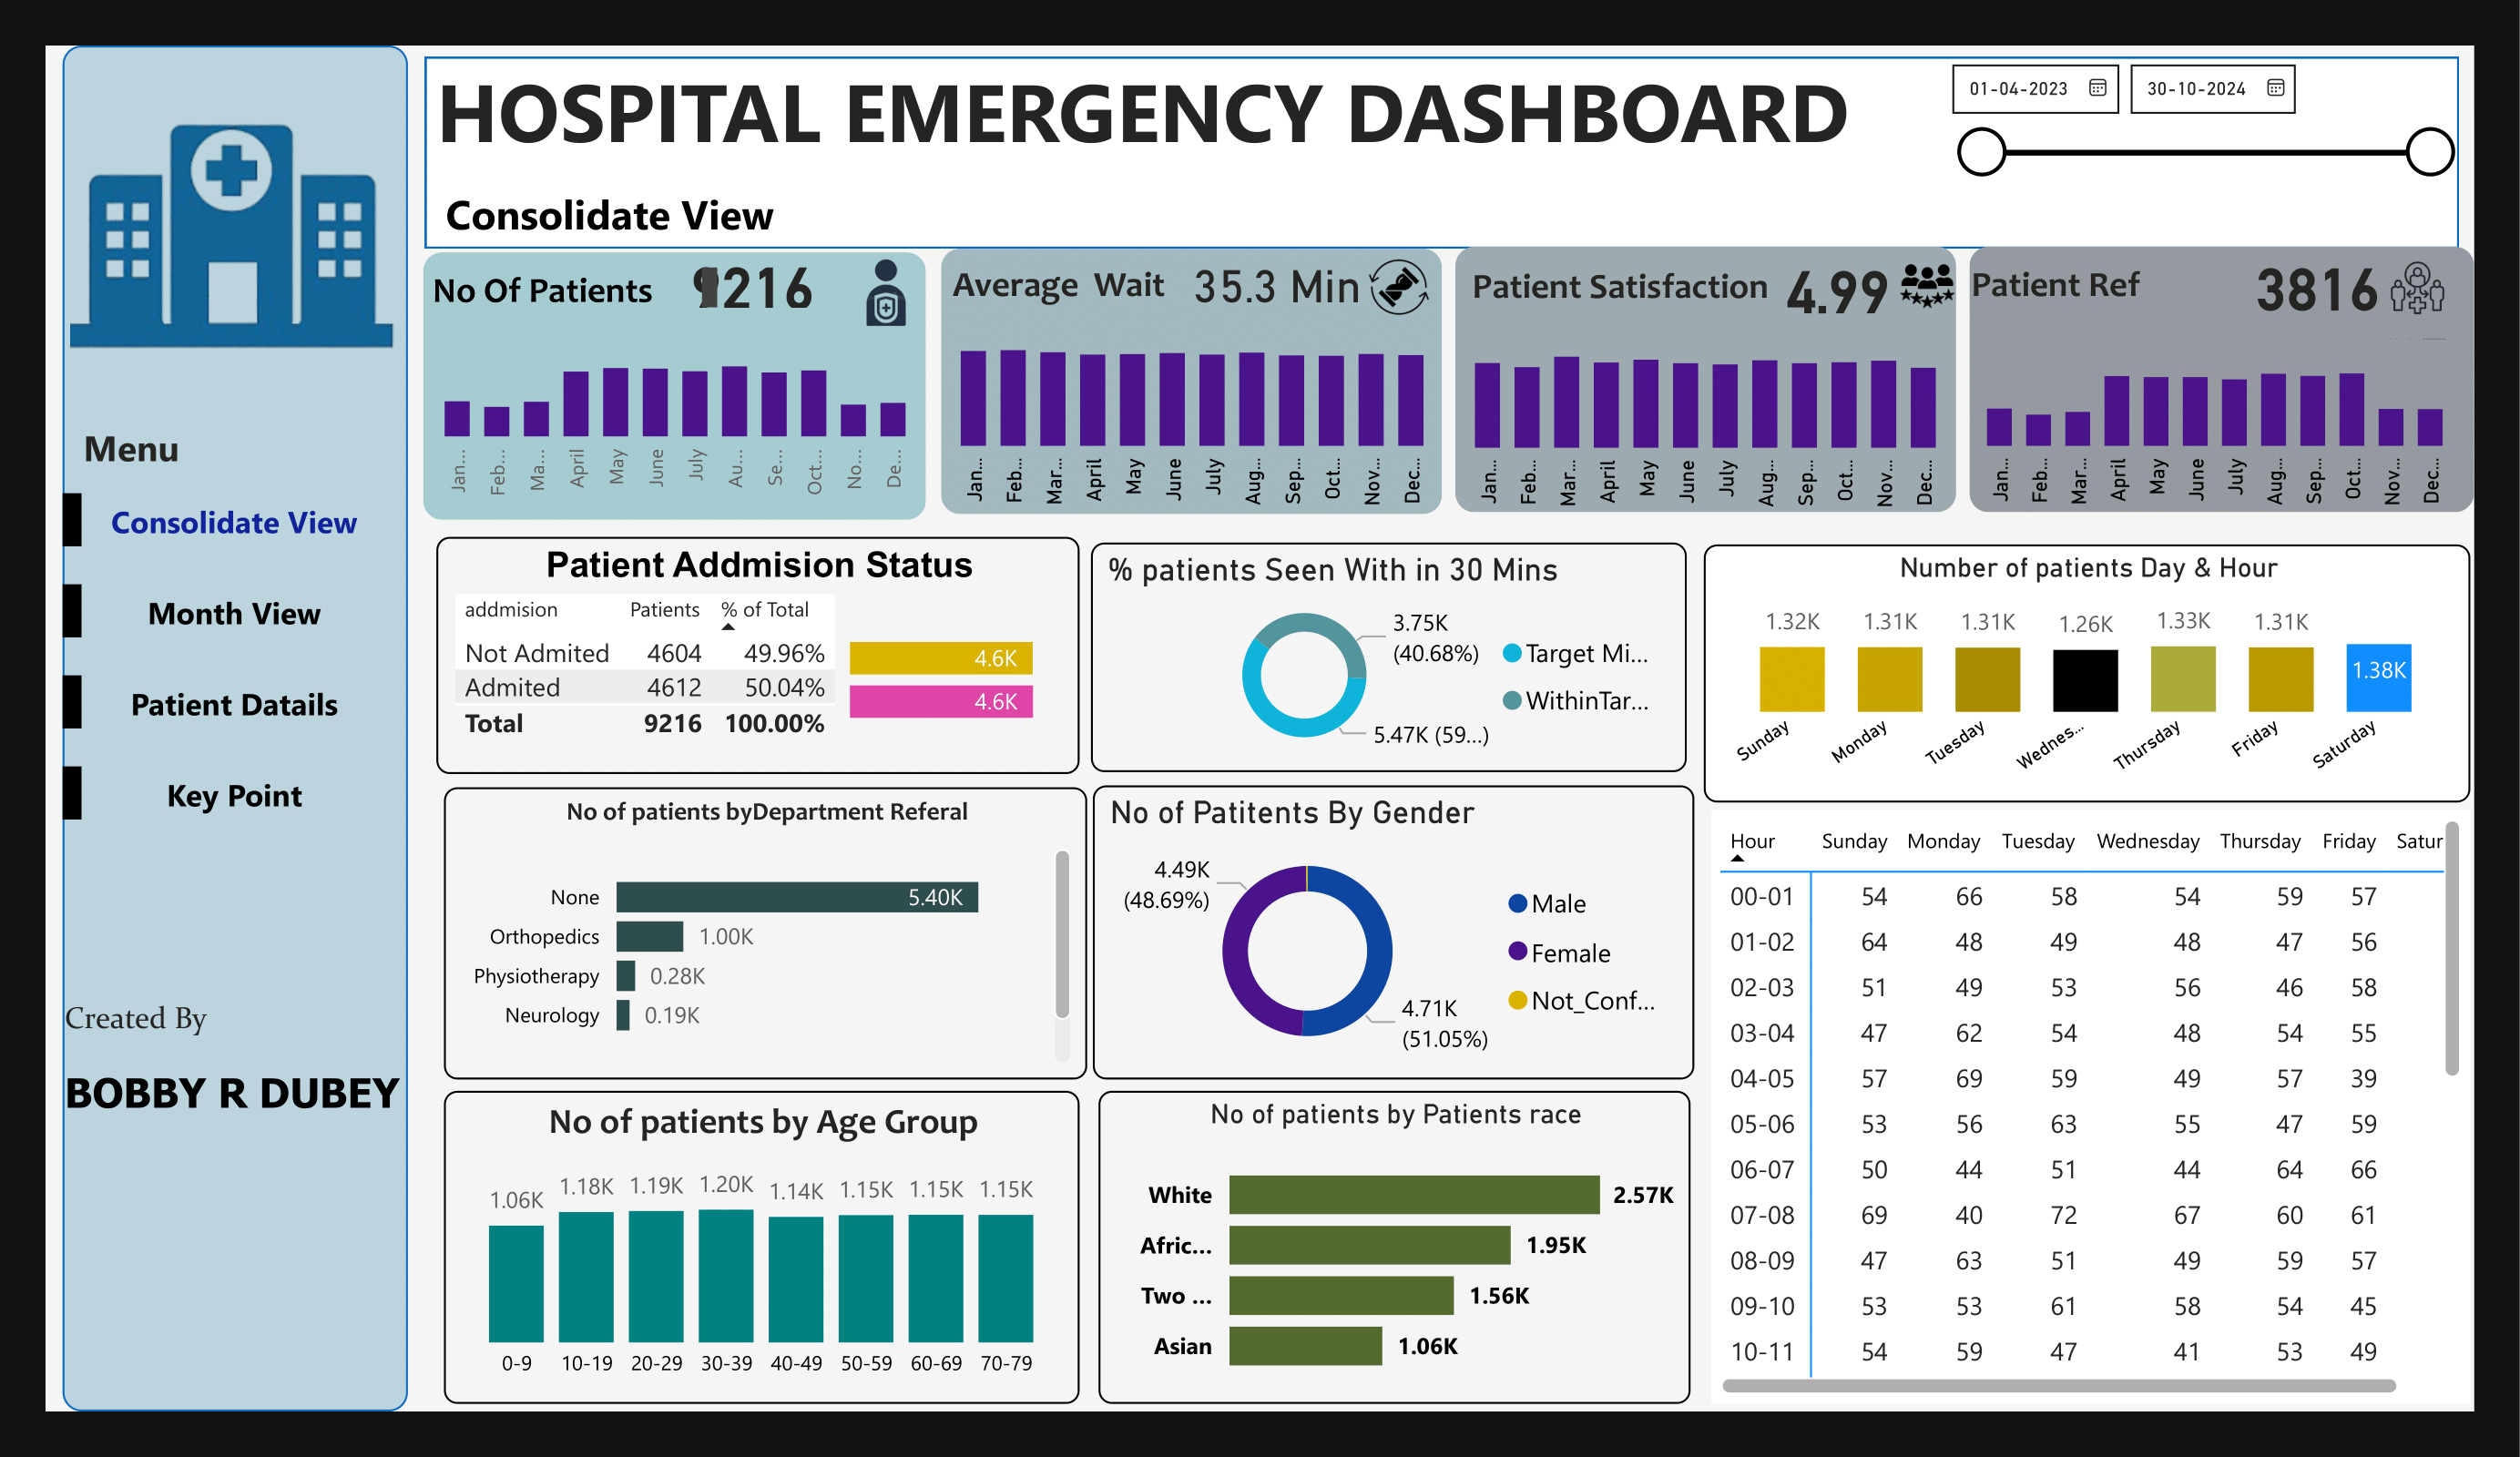 HOSPITAL EMERGENCY DASHBOARD
01-04-2023
30-10-2024
Consolidate View
Menu
Consolidate View
Month View
Patient Datails
Key Point
Created By
BOBBY R DUBEY
No Of Patients 9216
Jan... Feb... Ma... April May June July Au... Se... Oct... No... De...
Average Wait 35.3 Min
Jan... Feb... Mar... April May June July Aug... Sep... Oct... Nov... Dec...
Patient Satisfaction 4.99
Jan... Feb... Mar... April May June July Aug... Sep... Oct... Nov... Dec...
Patient Ref 3816
Jan... Feb... Mar... April May June July Aug... Sep... Oct... Nov... Dec...
Patient Addmision Status
addmision Patients % of Total
Not Admited 4604 49.96%
Admited 4612 50.04%
Total 9216 100.00%
4.6K
4.6K
% patients Seen With in 30 Mins
3.75K
(40.68%)
5.47K (59...)
Target Mi...
WithinTar...
Number of patients Day & Hour
1.32K 1.31K 1.31K 1.26K 1.33K 1.31K 1.38K
Sunday Monday Tuesday Wednes... Thursday Friday Saturday
No of patients byDepartment Referal
None 5.40K
Orthopedics 1.00K
Physiotherapy 0.28K
Neurology 0.19K
No of Patitents By Gender
4.49K
(48.69%)
4.71K
(51.05%)
Male
Female
Not_Conf...
Hour Sunday Monday Tuesday Wednesday Thursday Friday Satur
00-01 54 66 58 54 59 57
01-02 64 48 49 48 47 56
02-03 51 49 53 56 46 58
03-04 47 62 54 48 54 55
04-05 57 69 59 49 57 39
05-06 53 56 63 55 47 59
06-07 50 44 51 44 64 66
07-08 69 40 72 67 60 61
08-09 47 63 51 49 59 57
09-10 53 53 61 58 54 45
10-11 54 59 47 41 53 49
No of patients by Age Group
1.06K 1.18K 1.19K 1.20K 1.14K 1.15K 1.15K 1.15K
0-9 10-19 20-29 30-39 40-49 50-59 60-69 70-79
No of patients by Patients race
White 2.57K
Afric... 1.95K
Two ... 1.56K
Asian 1.06K